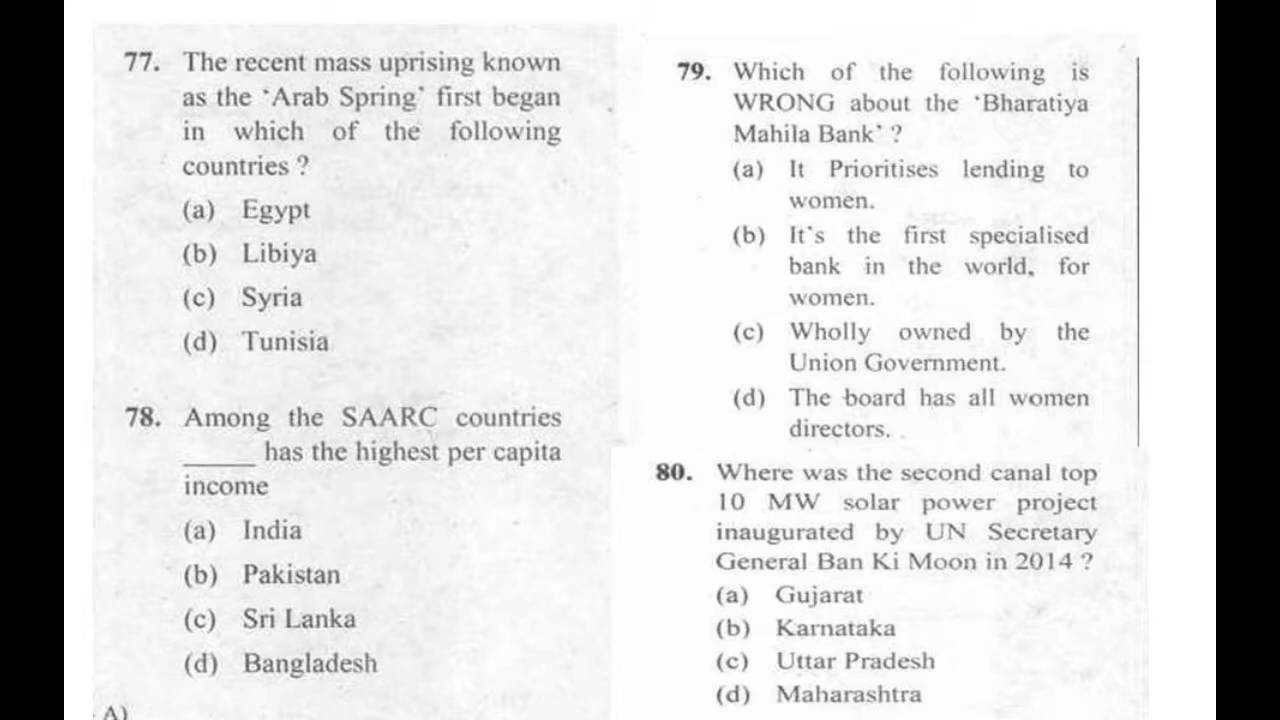 77. The recent mass uprising known
as the ‘Arab Spring’ first began
in which of the following
countries ?
(a) Egypt
(b) Libiya
(c) Syria
(d) Tunisia
78. Among the SAARC countries
_____ has the highest per capita
income
(a) India
(b) Pakistan
(c) Sri Lanka
(d) Bangladesh
- A)
79. Which of the following is
WRONG about the ‘Bharatiya
Mahila Bank’ ?
(a) It Prioritises lending to
women.
(b) It’s the first specialised
bank in the world, for
women.
(c) Wholly owned by the
Union Government.
(d) The board has all women
directors.
80. Where was the second canal top
10 MW solar power project
inaugurated by UN Secretary
General Ban Ki Moon in 2014 ?
(a) Gujarat
(b) Karnataka
(c) Uttar Pradesh
(d) Maharashtra